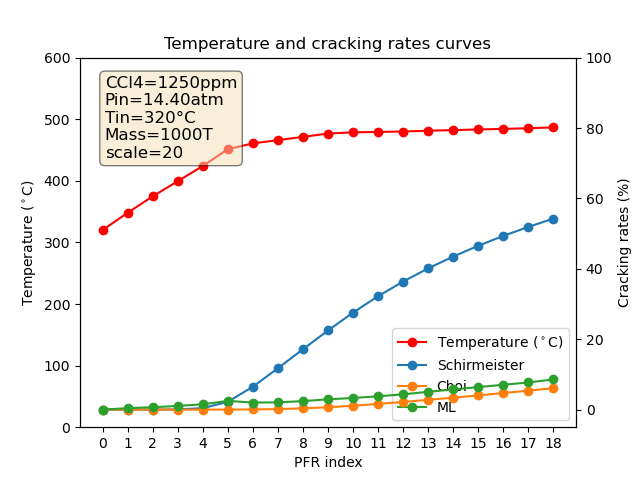 Temperature and cracking rates curves
CCl4=1250ppm
Pin=14.40atm
Tin=320°C
Mass=1000T
scale=20
Temperature (°C)
600
500
400
300
200
100
0
Cracking rates (%)
100
80
60
40
20
0
Temperature (°C)
Schirmeister
Choi
ML
0 1 2 3 4 5 6 7 8 9 10 11 12 13 14 15 16 17 18
PFR index